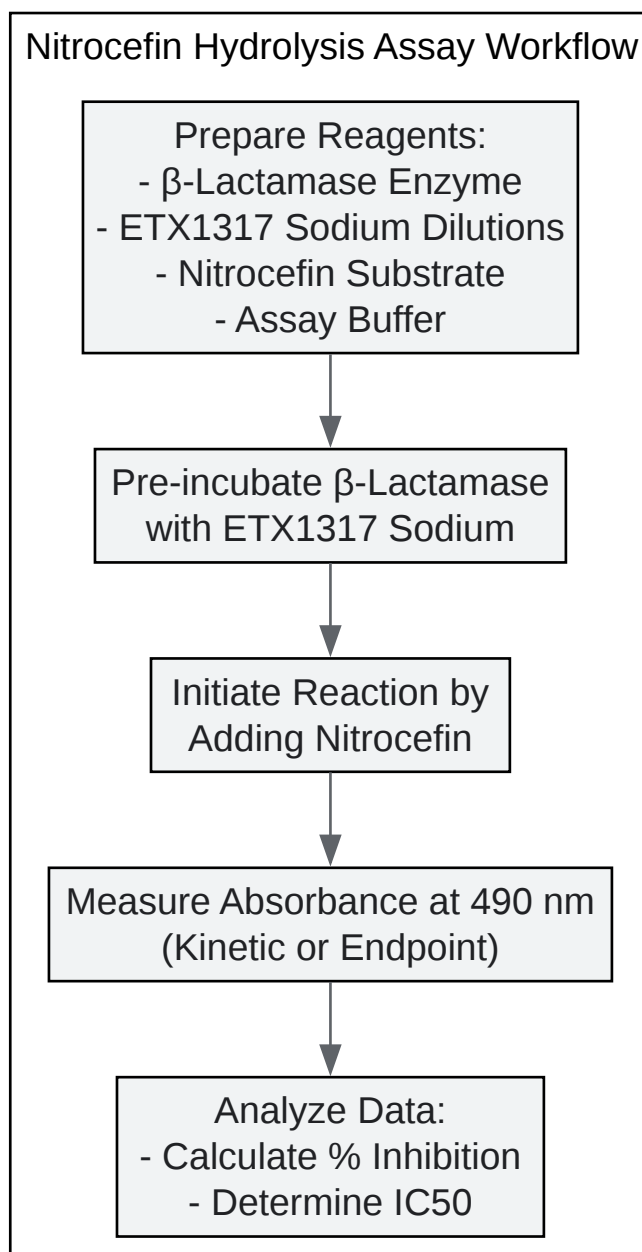 Nitrocefin Hydrolysis Assay Workflow
Prepare Reagents:
- β-Lactamase Enzyme
- ETX1317 Sodium Dilutions
- Nitrocefin Substrate
- Assay Buffer
Pre-incubate β-Lactamase
with ETX1317 Sodium
Initiate Reaction by
Adding Nitrocefin
Measure Absorbance at 490 nm
(Kinetic or Endpoint)
Analyze Data:
- Calculate % Inhibition
- Determine IC50